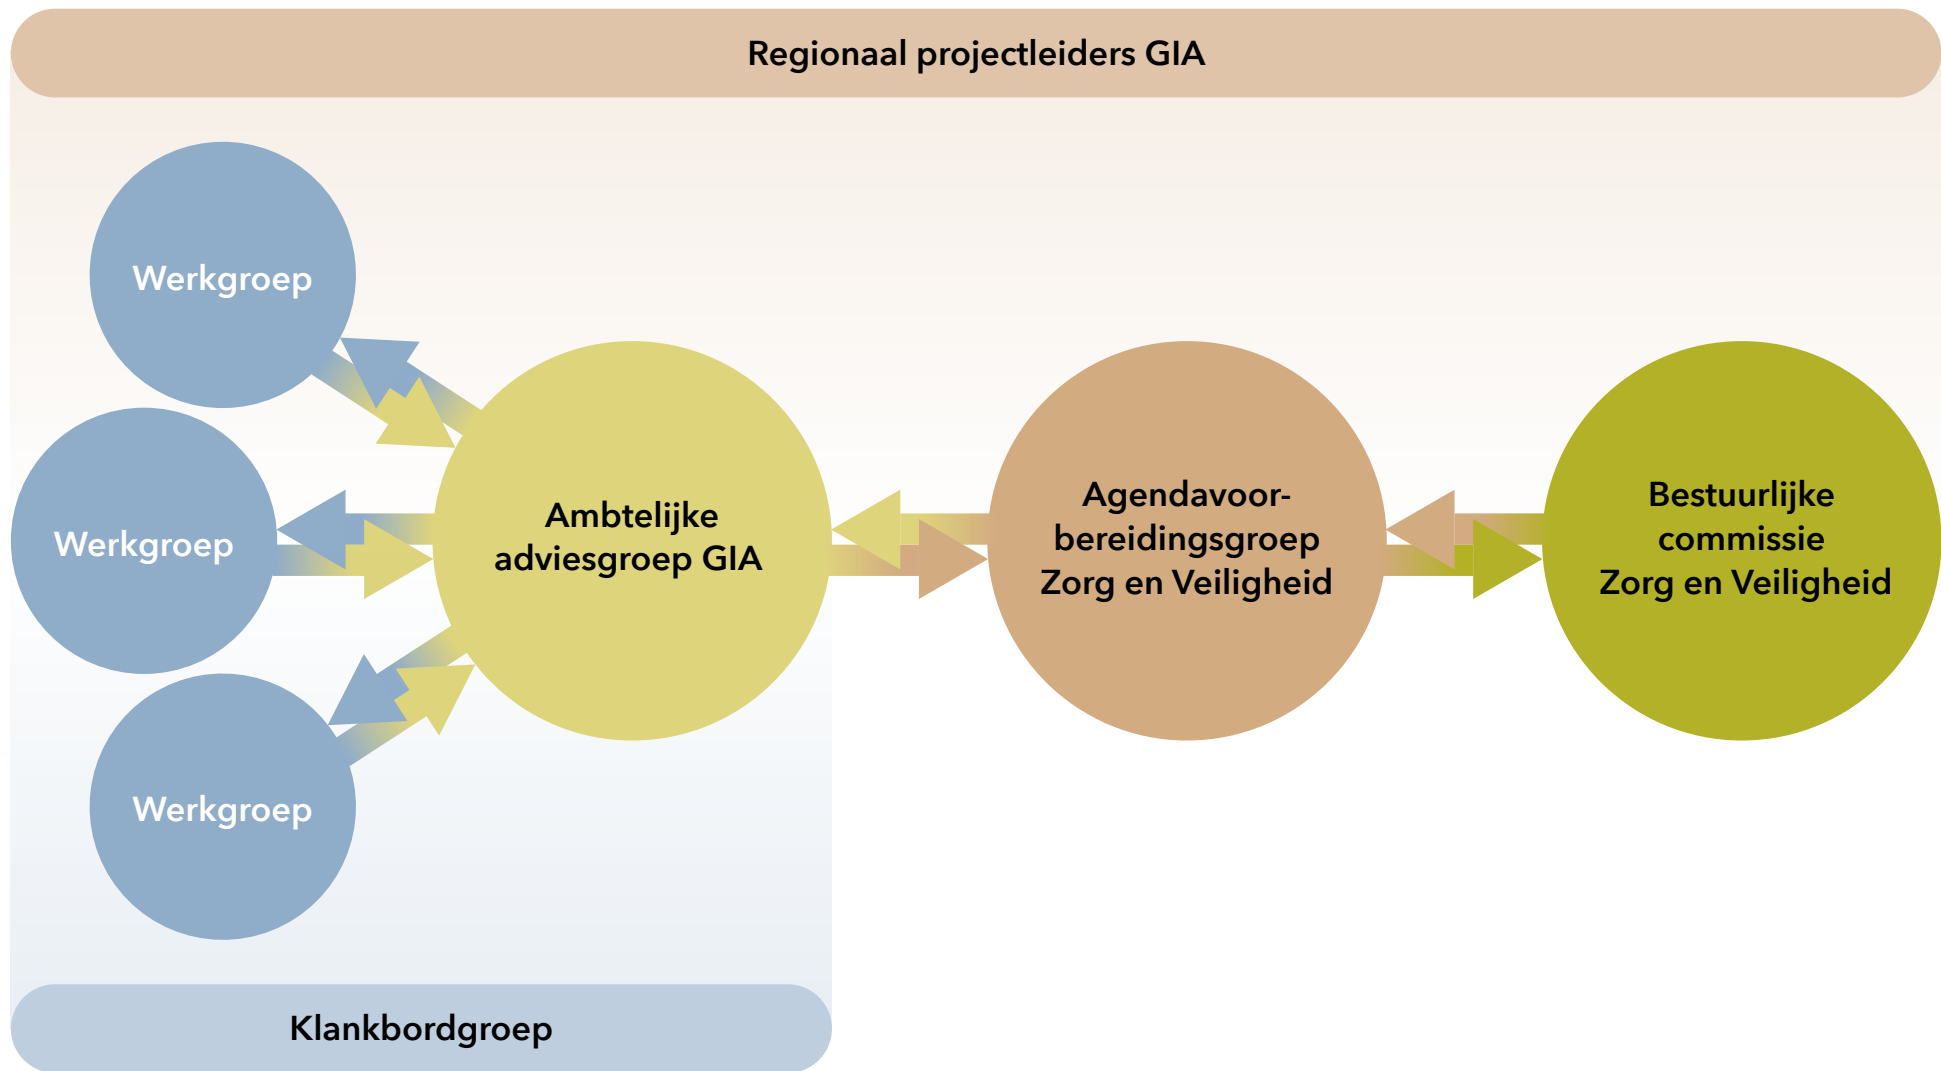 Regionaal projectleiders GIA
Werkgroep
Werkgroep
Werkgroep
Ambtelijke
adviesgroep GIA
Agendavoor-
bereidingsgroep
Zorg en Veiligheid
Bestuurlijke
commissie
Zorg en Veiligheid
Klankbordgroep